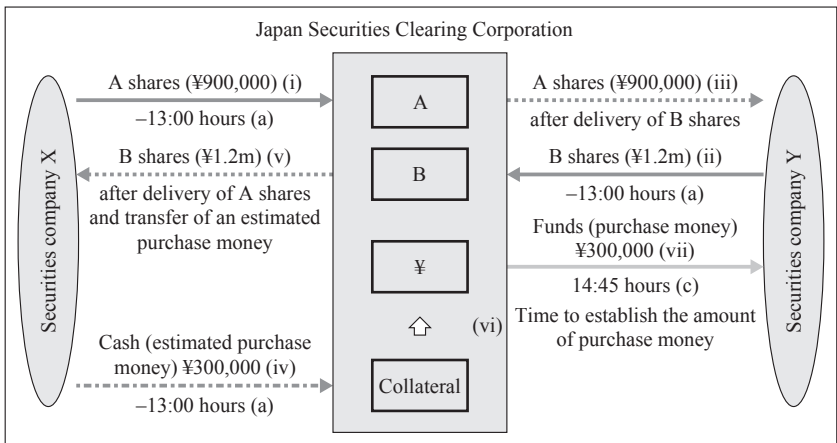 Japan Securities Clearing Corporation
Securities company X
A shares (¥900,000) (i)
–13:00 hours (a)
B shares (¥1.2m) (v)
after delivery of A shares
and transfer of an estimated
purchase money
Cash (estimated purchase
money) ¥300,000 (iv)
–13:00 hours (a)
A
B
¥
(vi)
Collateral
A shares (¥900,000) (iii)
after delivery of B shares
B shares (¥1.2m) (ii)
–13:00 hours (a)
Funds (purchase money)
¥300,000 (vii)
14:45 hours (c)
Time to establish the amount
of purchase money
Securities company Y